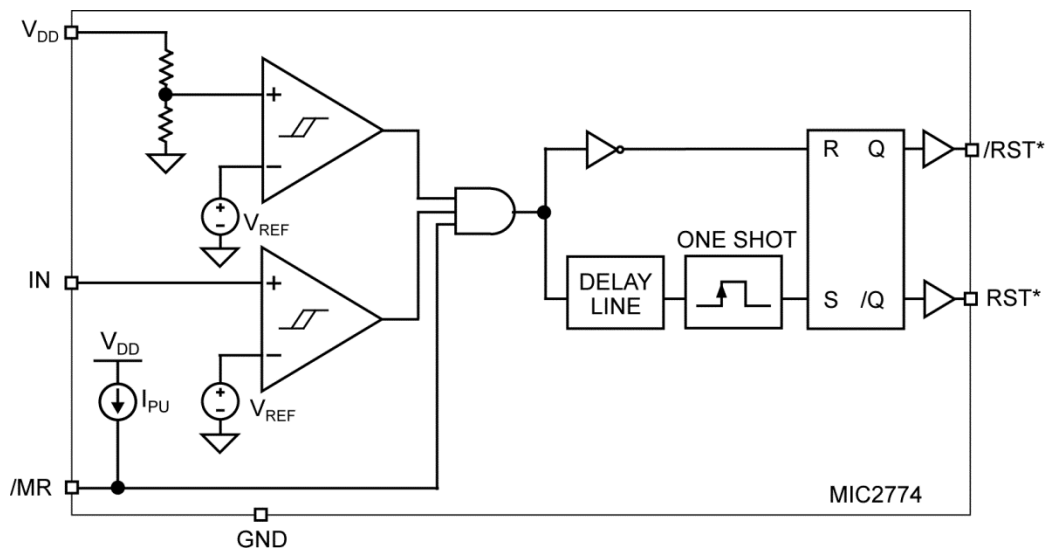 VDD
+
−
+
−
VREF
IN
+
−
+
−
VREF
VDD
IPU
/MR
GND
ONE SHOT
DELAY
LINE
R Q
S /Q
/RST*
RST*
MIC2774